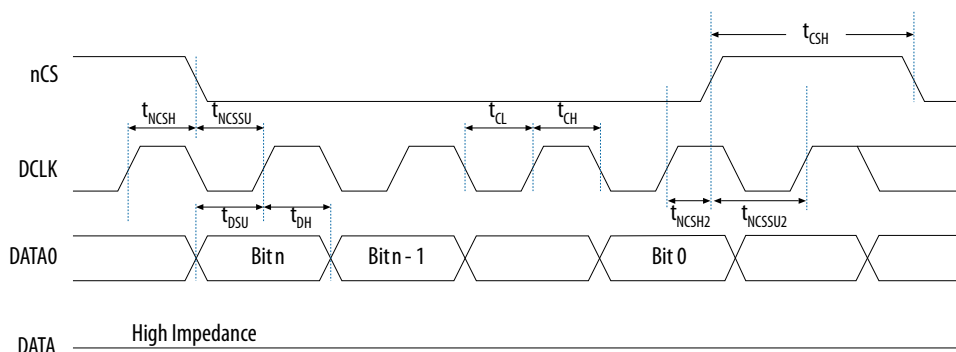 tCSH
nCS
tNCSH tNCSSU tCL tCH
DCLK
tDSU tDH tNCSH2 tNCSSU2
DATA0 Bit n Bit n - 1 Bit 0
High Impedance
DATA